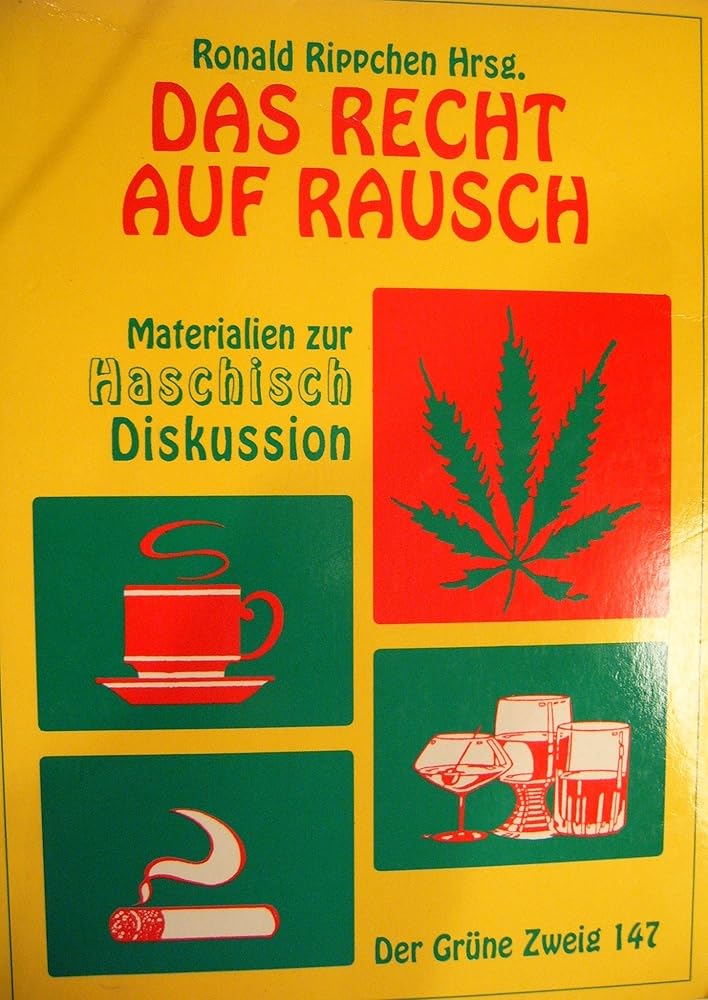 Ronald Rippchen Hrsg.
DAS RECHT
AUF RAUSCH
Materialien zur
Haschisch
Diskussion
Der Grüne Zweig 147